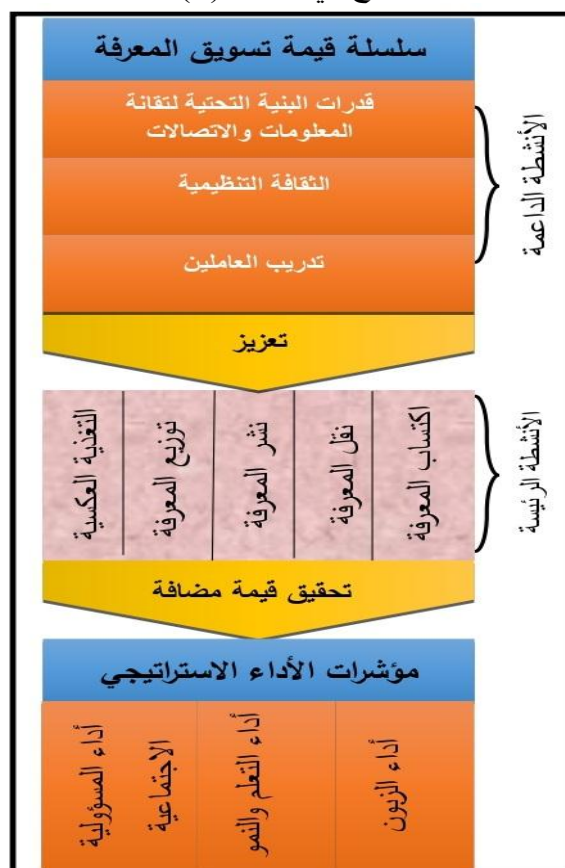 سلسلة قيمة تسويق المعرفة
قدرات البنية التحتية لتقانة
المعلومات والاتصالات
الثقافة التنظيمية
تدريب العاملين
الأنشطة الداعمة
تعزيز
اكتساب المعرفة
نقل المعرفة
نشر المعرفة
توزيع المعرفة
التغذية العكسية
الأنشطة الرئيسة
تحقيق قيمة مضافة
مؤشرات الأداء الاستراتيجي
أداء الزبون
أداء التعلم والنمو
أداء المسؤولية
الاجتماعية